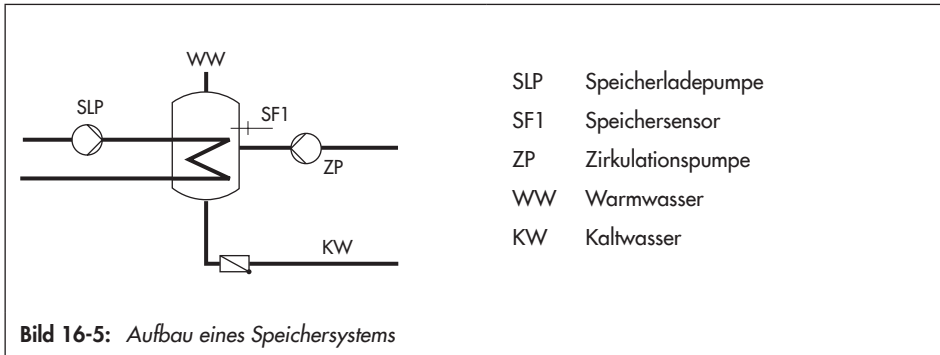 WW
SLP
SF1
ZP
KW
SLP Speicherladepumpe
SF1 Speichersensor
ZP Zirkulationspumpe
WW Warmwasser
KW Kaltwasser
Bild 16-5: Aufbau eines Speichersystems